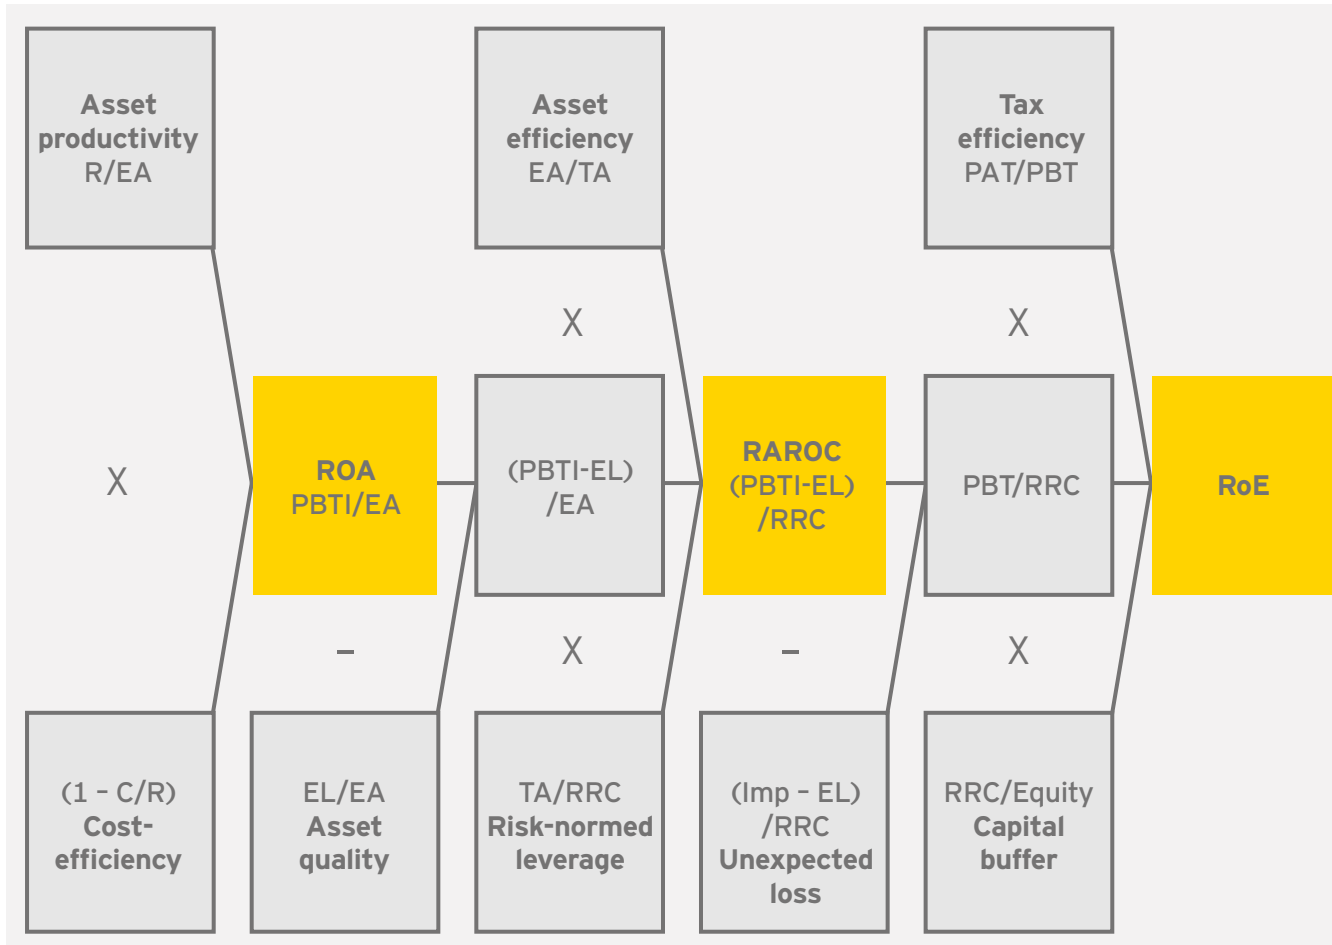 Asset
productivity
R/EA
Asset
efficiency
EA/TA
Tax
efficiency
PAT/PBT
X
X
X
ROA
PBTI/EA
(PBTI-EL)
/EA
RAROC
(PBTI-EL)
/RRC
PBT/RRC
RoE
–
X
–
X
(1 – C/R)
Cost-
efficiency
EL/EA
Asset
quality
TA/RRC
Risk-normed
leverage
(Imp – EL)
/RRC
Unexpected
loss
RRC/Equity
Capital
buffer